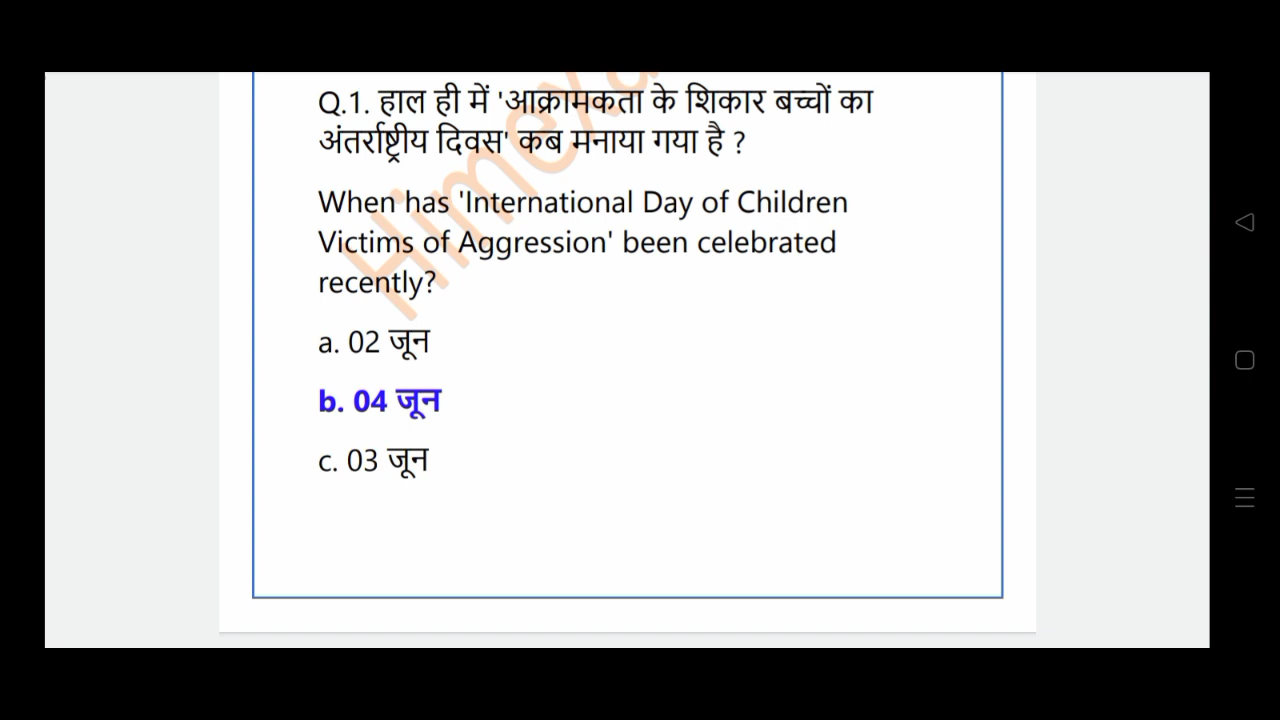 Q.1. हाल ही में 'आक्रामकता के शिकार बच्चों का
अंतर्राष्ट्रीय दिवस' कब मनाया गया है ?
When has 'International Day of Children
Victims of Aggression' been celebrated
recently?
a. 02 जून
b. 04 जून
c. 03 जून